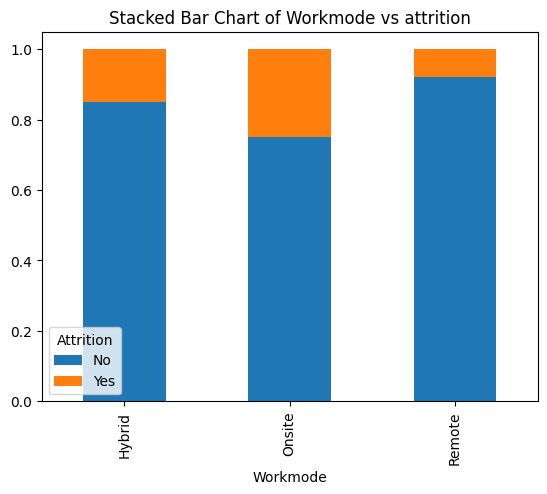 Stacked Bar Chart of Workmode vs attrition
1.0
0.8
0.6
0.4
0.2
0.0
Attrition
No
Yes
Hybrid
Onsite
Remote
Workmode